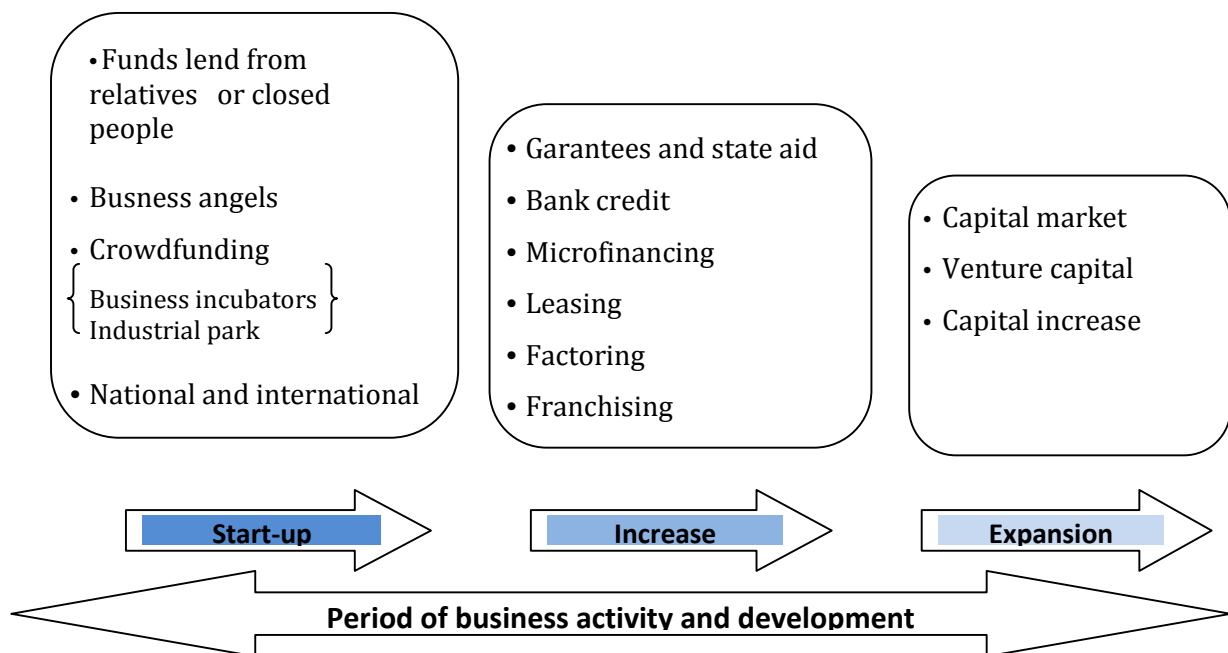 •Funds lend from
relatives or closed
people
• Busness angels
• Crowdfunding
Business incubators
Industrial park
• National and international
• Garantees and state aid
• Bank credit
• Microfinancing
• Leasing
• Factoring
• Franchising
• Capital market
• Venture capital
• Capital increase
Start-up
Increase
Expansion
Period of business activity and development